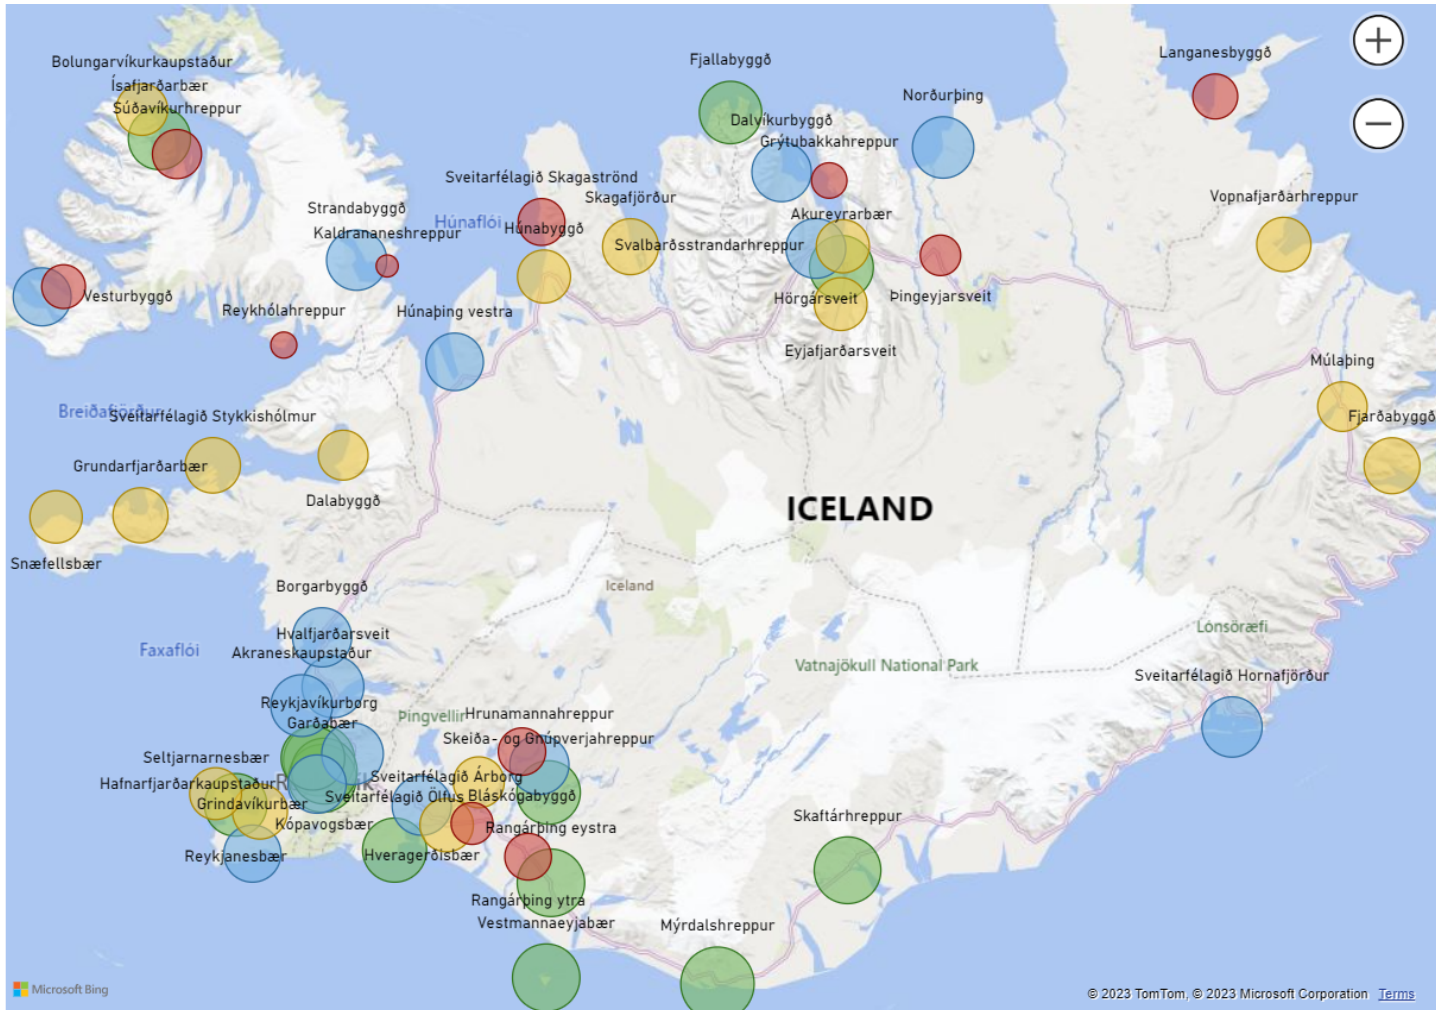 Bolungarvíkurkaupstaður
Ísafjarðarbær
Súðavíkurhreppur
Fjallabyggð
Langanesbyggð
+
−
Norðurþing
Dalvíkurbyggð
Grýtubakkahreppur
Sveitarfélagið Skagaströnd
Skagafjörður
Vopnafjarðarhreppur
Strandabyggð
Húnaflói
Kaldrananeshreppur
Húnabyggð
Akureyrarbær
Svalbarðsstrandarhreppur
Vesturbyggð
Reykhólahreppur
Húnaþing vestra
Hörgársveit
Þingeyjarsveit
Eyjafjarðarsveit
Múlaþing
Breiðafjörður
Sveitarfélagið Stykkishólmur
Fjarðabyggð
Grundarfjarðarbær
Dalabyggð
ICELAND
Snæfellsbær
Borgarbyggð
Iceland
Hvalfjarðarsveit
Faxaflói
Akraneskaupstaður
Lónsöræfi
Vatnajökull National Park
Sveitarfélagið Hornafjörður
Reykjavíkurborg
Þingvellir
Hrunamannahreppur
Garðabær
Skeiða- og Gnúpverjahreppur
Seltjarnarnesbær
Hafnarfjarðarkaupstaður
Sveitarfélagið Árborg
Grindavíkurbær
Sveitarfélagið Ölfus
Bláskógabyggð
Kópavogsbær
Rangárþing eystra
Skaftárhreppur
Reykjanesbær
Hveragerðisbær
Rangárþing ytra
Vestmannaeyjabær
Mýrdalshreppur
Microsoft Bing
© 2023 TomTom, © 2023 Microsoft Corporation Terms